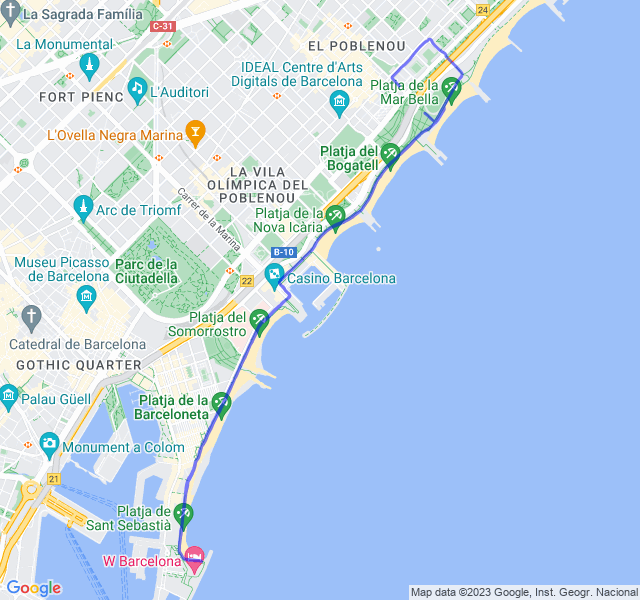 La Sagrada Família
C-31
24
EL POBLENOU
La Monumental
IDEAL Centre d'Arts
Digitals de Barcelona
Platja de la
Mar Bella
FORT PIENC
L'Auditori
L'Ovella Negra Marina
Platja del
Bogatell
LA VILA
OLÍMPICA DEL
POBLENOU
Carrer de la Marina
Arc de Triomf
Platja de la
Nova Icària
B-10
Museu Picasso
de Barcelona
Parc de la
Ciutadella
22
Casino Barcelona
Platja del
Somorrostro
Catedral de Barcelona
GOTHIC QUARTER
Palau Güell
Platja de la
Barceloneta
Monument a Colom
21
Platja de
Sant Sebastià
W Barcelona
Google
Map data ©2023 Google, Inst. Geogr. Nacional